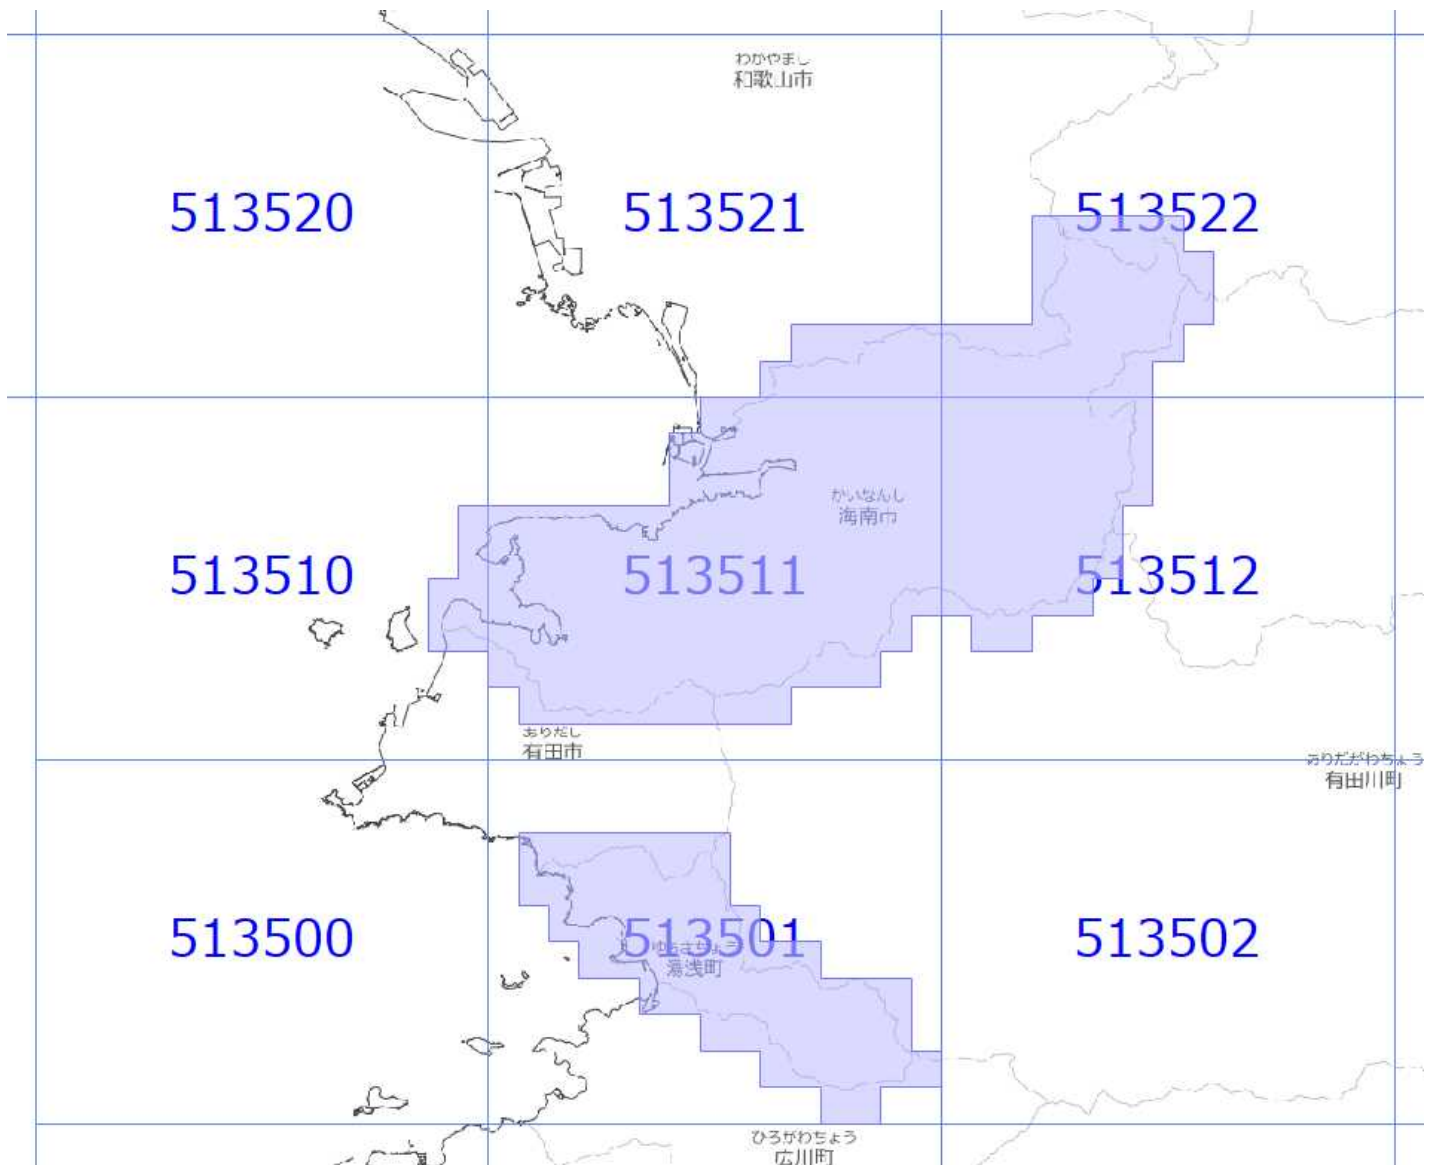 わかやまし
和歌山市
513520
513521
513522
かいなんし
海南市
513510
513511
513512
ありだし
有田市
ありだがわちょう
有田川町
513500
513501
513502
ゆあさちょう
湯浅町
ひろがわちょう
広川町